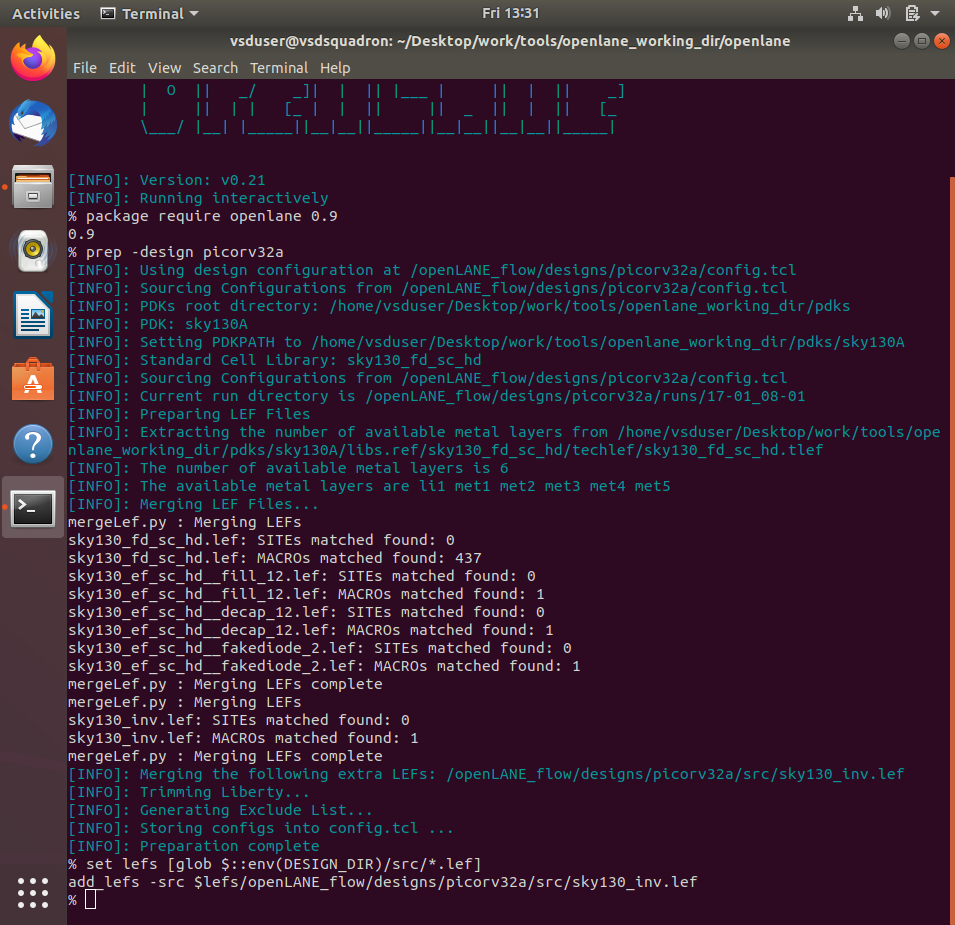 Activities Terminal Fri 13:31
vsduser@vsdsquadron: ~/Desktop/work/tools/openlane_working_dir/openlane
File Edit View Search Terminal Help
| O || _/ _]| | || |___ | || | || _]
| || | | [_ | | || || _ || | || [_
\___/ |__| |_____||__|__||_____||__|__||__|__||_____|
[INFO]: Version: v0.21
[INFO]: Running interactively
% package require openlane 0.9
0.9
% prep -design picorv32a
[INFO]: Using design configuration at /openLANE_flow/designs/picorv32a/config.tcl
[INFO]: Sourcing Configurations from /openLANE_flow/designs/picorv32a/config.tcl
[INFO]: PDKs root directory: /home/vsduser/Desktop/work/tools/openlane_working_dir/pdks
[INFO]: PDK: sky130A
[INFO]: Setting PDKPATH to /home/vsduser/Desktop/work/tools/openlane_working_dir/pdks/sky130A
[INFO]: Standard Cell Library: sky130_fd_sc_hd
[INFO]: Sourcing Configurations from /openLANE_flow/designs/picorv32a/config.tcl
[INFO]: Current run directory is /openLANE_flow/designs/picorv32a/runs/17-01_08-01
[INFO]: Preparing LEF Files
[INFO]: Extracting the number of available metal layers from /home/vsduser/Desktop/work/tools/ope
nlane_working_dir/pdks/sky130A/libs.ref/sky130_fd_sc_hd/techlef/sky130_fd_sc_hd.tlef
[INFO]: The number of available metal layers is 6
[INFO]: The available metal layers are li1 met1 met2 met3 met4 met5
[INFO]: Merging LEF Files...
mergeLef.py : Merging LEFs
sky130_fd_sc_hd.lef: SITEs matched found: 0
sky130_fd_sc_hd.lef: MACROs matched found: 437
sky130_ef_sc_hd__fill_12.lef: SITEs matched found: 0
sky130_ef_sc_hd__fill_12.lef: MACROs matched found: 1
sky130_ef_sc_hd__decap_12.lef: SITEs matched found: 0
sky130_ef_sc_hd__decap_12.lef: MACROs matched found: 1
sky130_ef_sc_hd__fakediode_2.lef: SITEs matched found: 0
sky130_ef_sc_hd__fakediode_2.lef: MACROs matched found: 1
mergeLef.py : Merging LEFs complete
mergeLef.py : Merging LEFs
sky130_inv.lef: SITEs matched found: 0
sky130_inv.lef: MACROs matched found: 1
mergeLef.py : Merging LEFs complete
[INFO]: Merging the following extra LEFs: /openLANE_flow/designs/picorv32a/src/sky130_inv.lef
[INFO]: Trimming Liberty...
[INFO]: Generating Exclude List...
[INFO]: Storing configs into config.tcl ...
[INFO]: Preparation complete
% set lefs [glob $::env(DESIGN_DIR)/src/*.lef]
add_lefs -src $lefs/openLANE_flow/designs/picorv32a/src/sky130_inv.lef
%